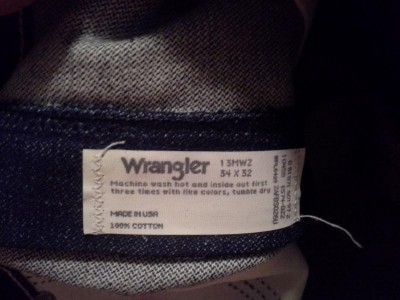 Wrangler
13MWZ
34 X 32
Machine wash hot and inside out first
three times with like colors, tumble dry
MADE IN USA
100% COTTON